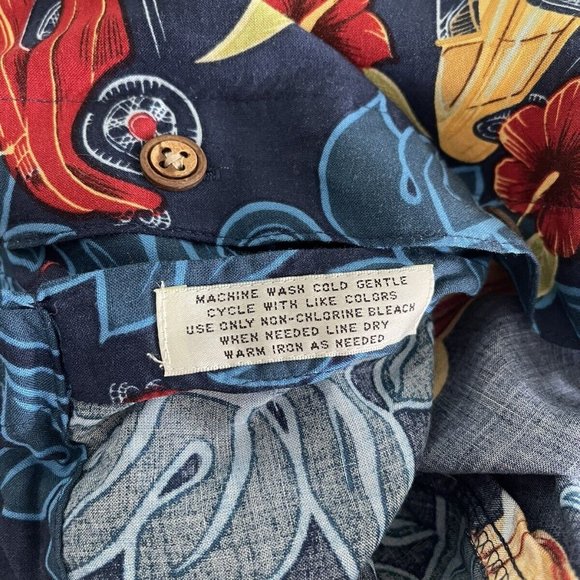 MACHINE WASH COLD GENTLE
CYCLE WITH LIKE COLORS
USE ONLY NON-CHLORINE BLEACH
WHEN NEEDED LINE DRY
WARM IRON AS NEEDED